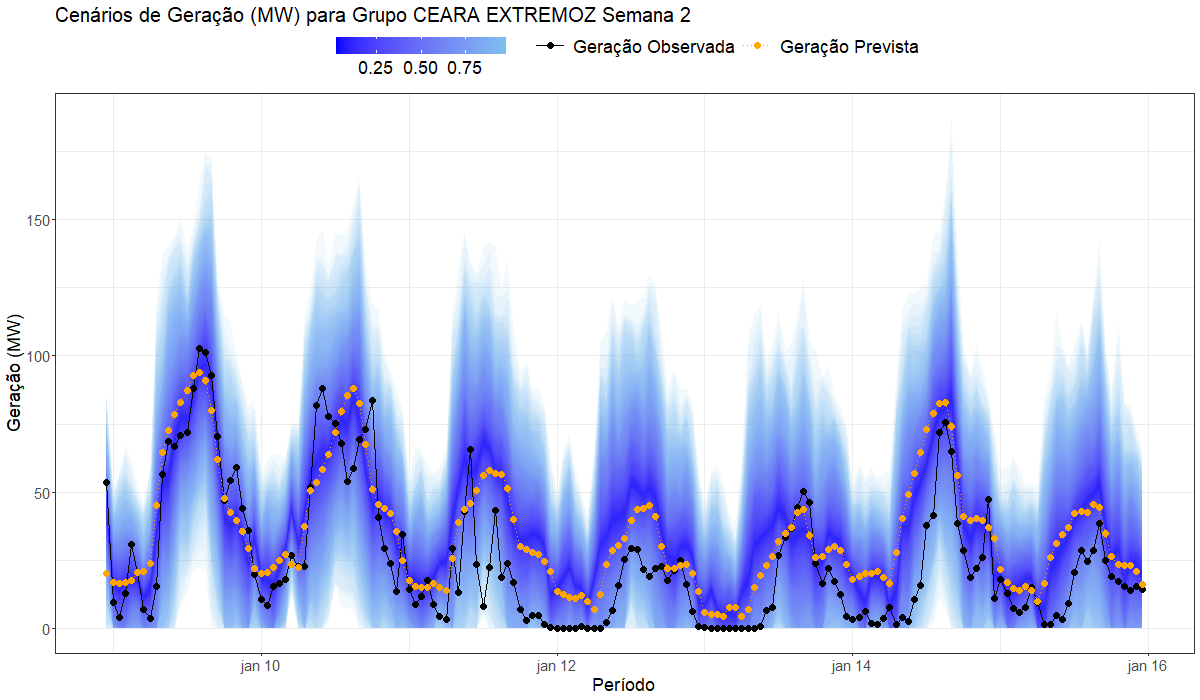 Cenários de Geração (MW) para Grupo CEARA EXTREMOZ Semana 2
0.25 0.50 0.75
Geração Observada
Geração Prevista
Geração (MW)
150
100
50
0
jan 10
jan 12
jan 14
jan 16
Período